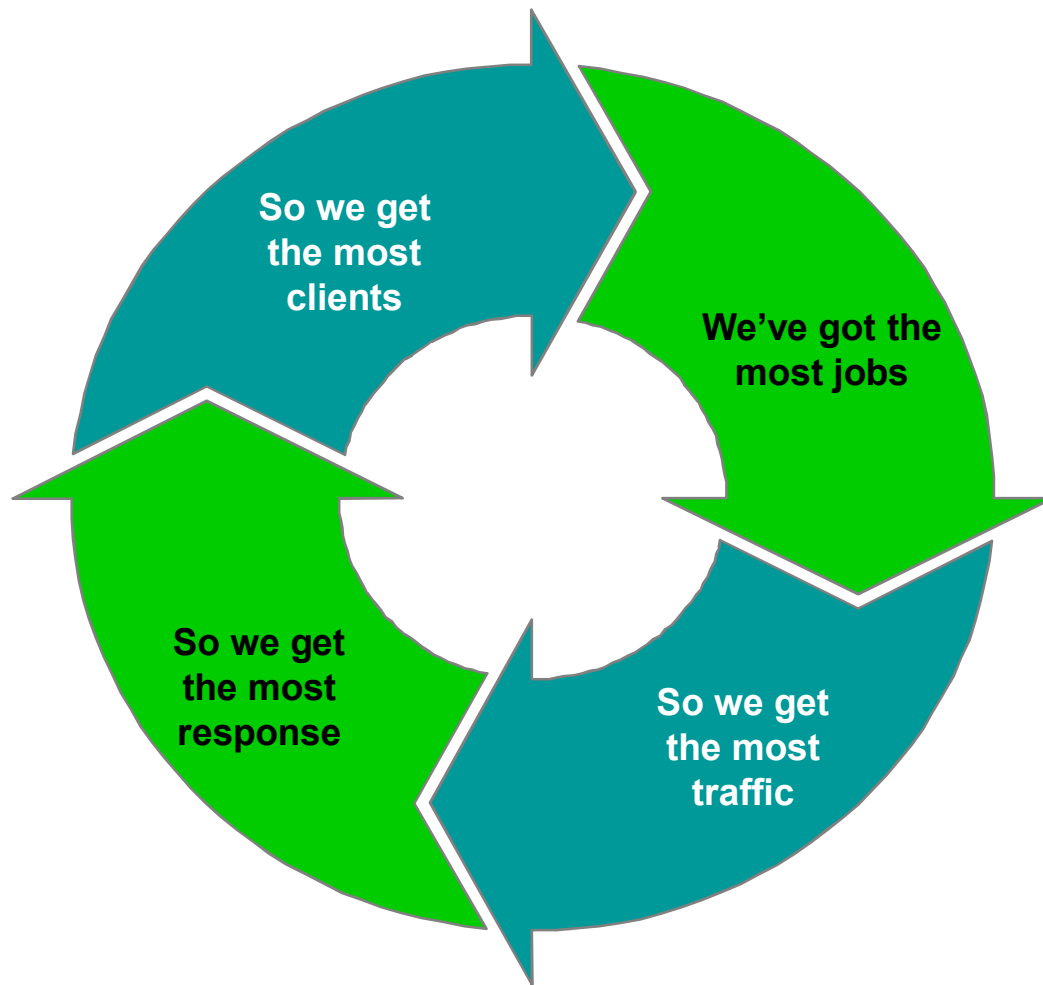 So we get
the most
clients
We’ve got the
most jobs
So we get
the most
traffic
So we get
the most
response